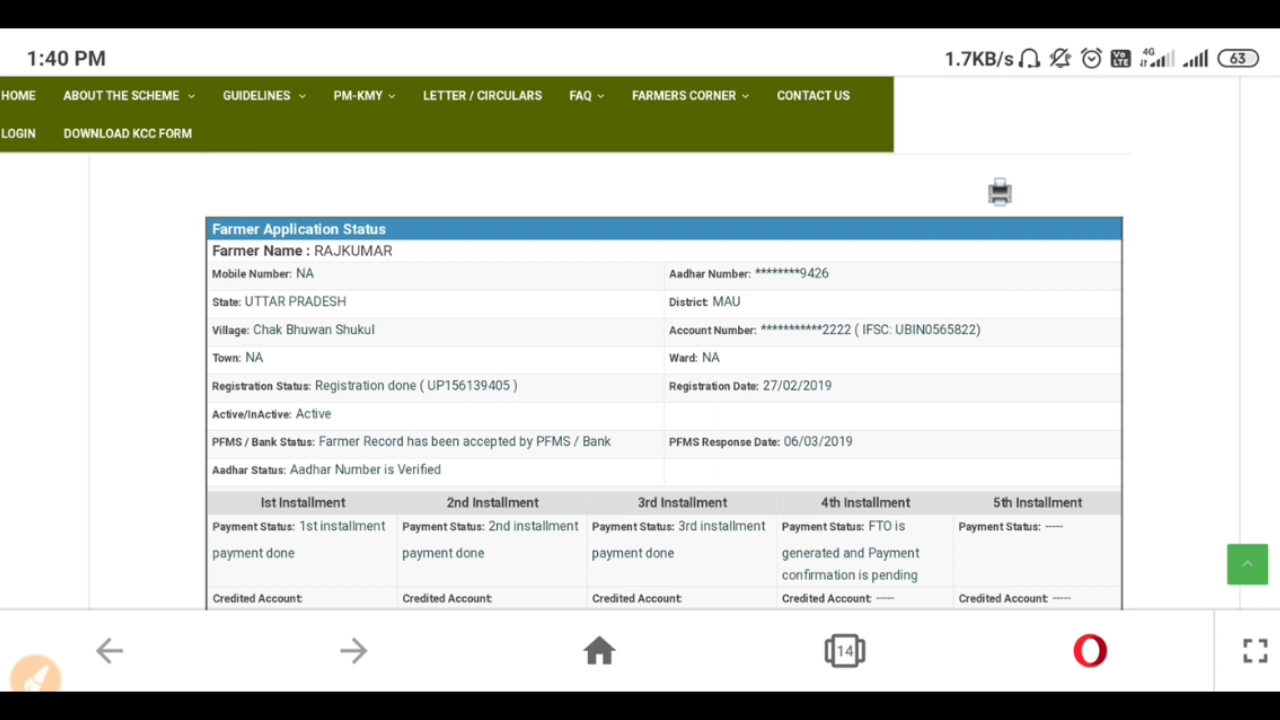 1:40 PM 1.7KB/s Vo LTE 4G 63
HOME ABOUT THE SCHEME GUIDELINES PM-KMY LETTER / CIRCULARS FAQ FARMERS CORNER CONTACT US
LOGIN DOWNLOAD KCC FORM
Farmer Application Status
Farmer Name : RAJKUMAR
Mobile Number: NA Aadhar Number: ********9426
State: UTTAR PRADESH District: MAU
Village: Chak Bhuwan Shukul Account Number: ***********2222 ( IFSC: UBIN0565822)
Town: NA Ward: NA
Registration Status: Registration done ( UP156139405 ) Registration Date: 27/02/2019
Active/InActive: Active
PFMS / Bank Status: Farmer Record has been accepted by PFMS / Bank PFMS Response Date: 06/03/2019
Aadhar Status: Aadhar Number is Verified
Ist Installment 2nd Installment 3rd Installment 4th Installment 5th Installment
Payment Status: 1st installment Payment Status: 2nd installment Payment Status: 3rd installment Payment Status: FTO is Payment Status: -----
payment done payment done payment done generated and Payment
confirmation is pending
Credited Account: Credited Account: Credited Account: Credited Account: ----- Credited Account: -----
14